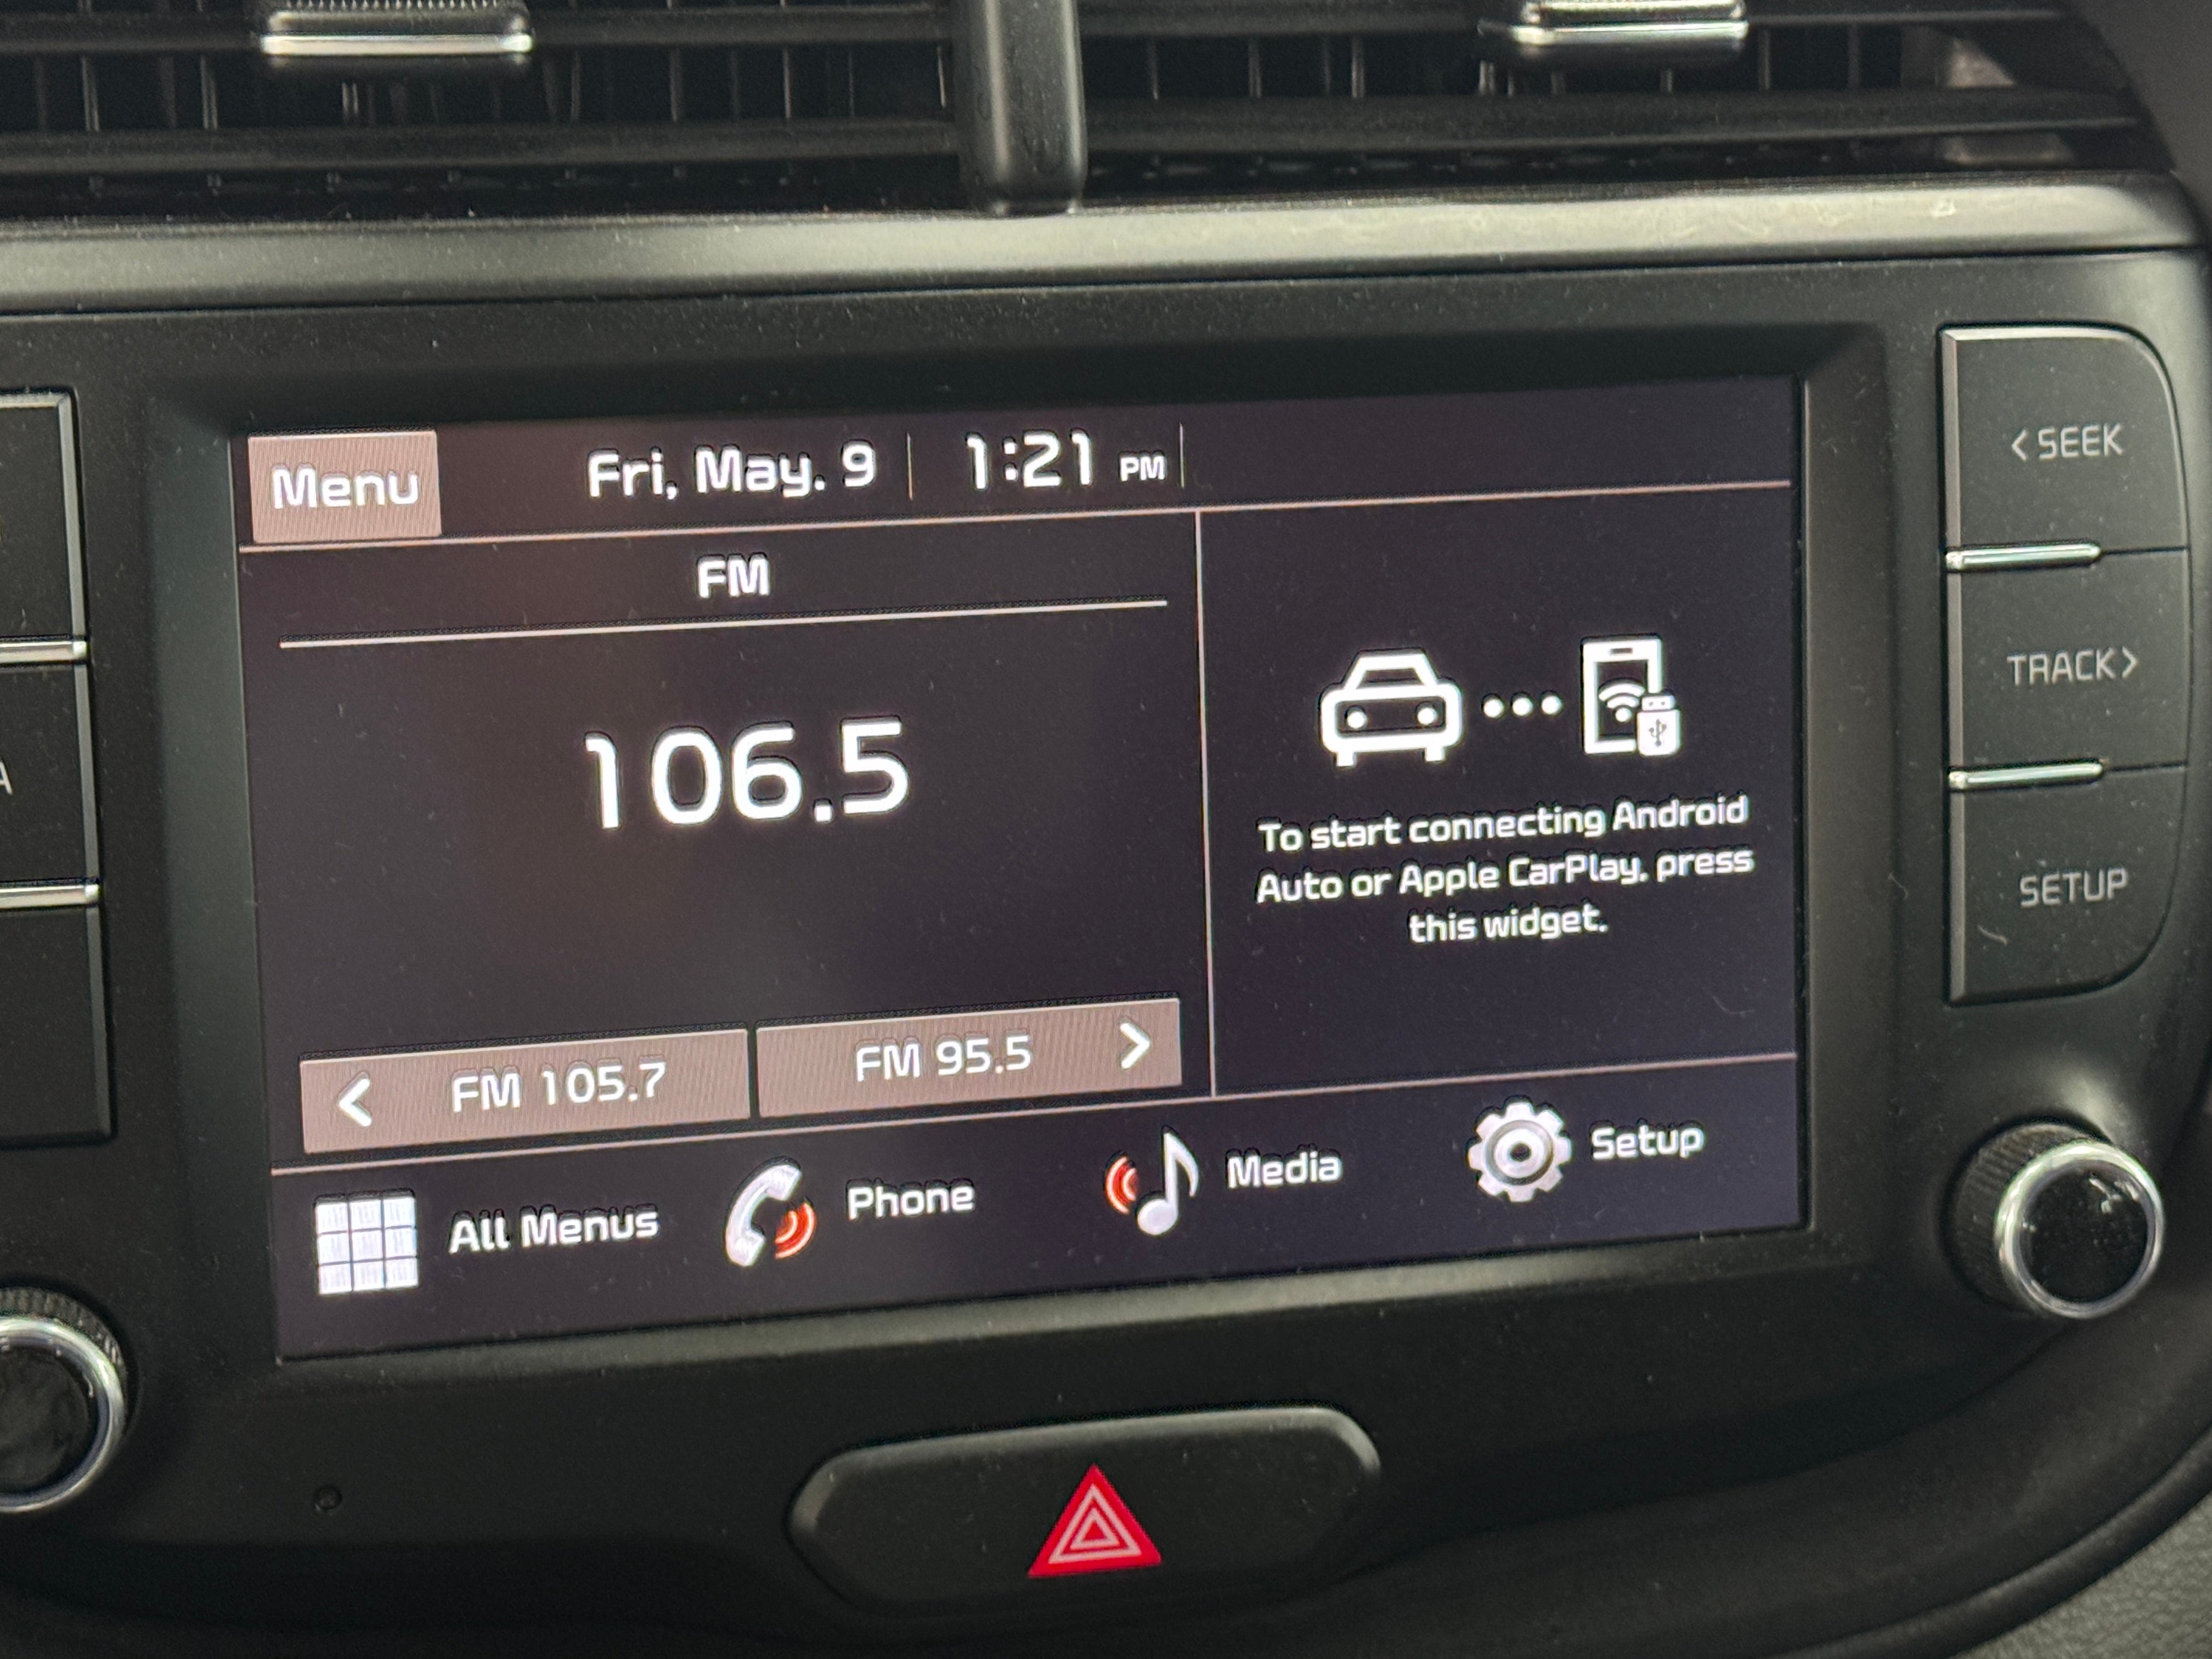 Menu
Fri, May. 9
1:21 PM
FM
106.5
To start connecting Android
Auto or Apple CarPlay, press
this widget.
< FM 105.7
FM 95.5 >
All Menus
Phone
Media
Setup
< SEEK
TRACK >
SETUP
A